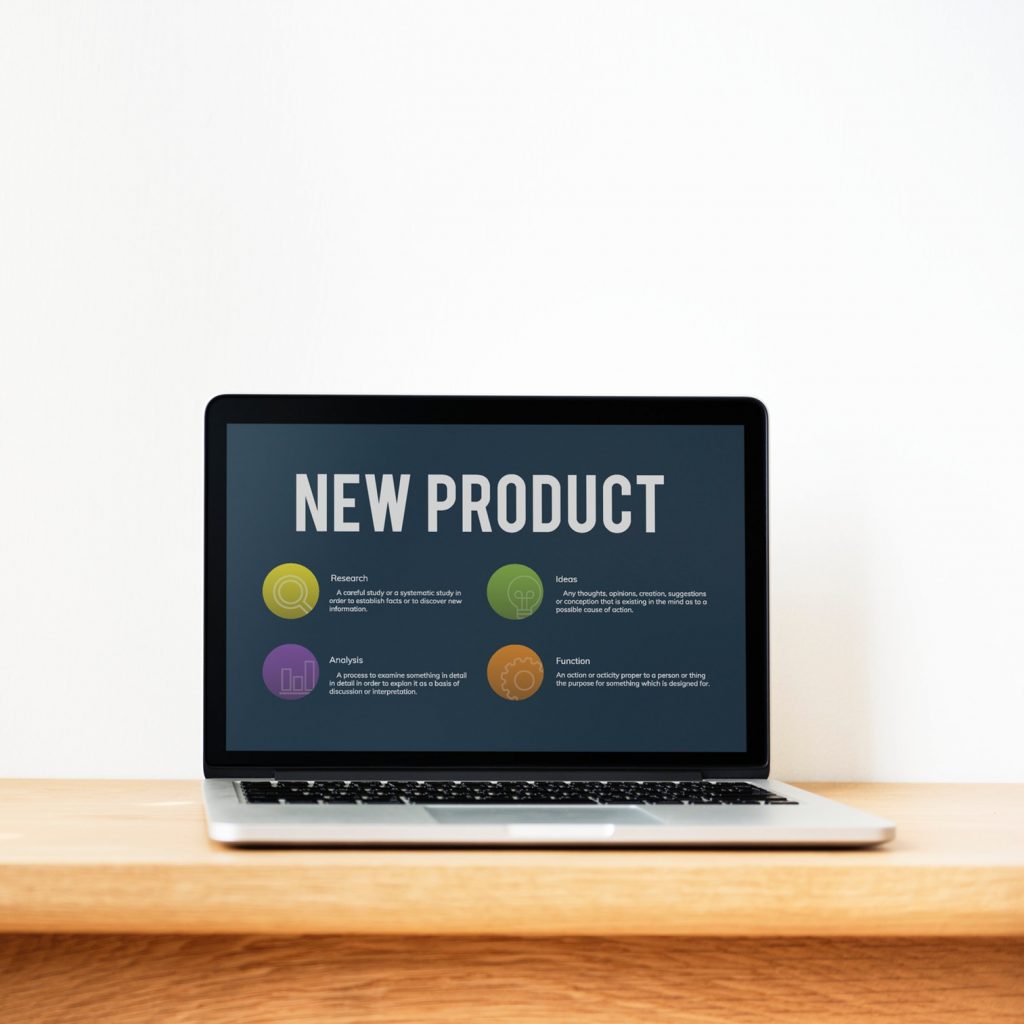 NEW PRODUCT
Research
A careful study or a systematic study in
order to establish facts or to discover new
information.
Ideas
Any thoughts, opinions, creation, suggestions
or conception that is existing in the mind as to a
possible cause of action.
Analysis
A process to examine something in detail
in detail in order to explan it as a basis of
discussion or interpretation.
Function
An action or acticity proper to a person or thing
the purpose for something which is designed for.